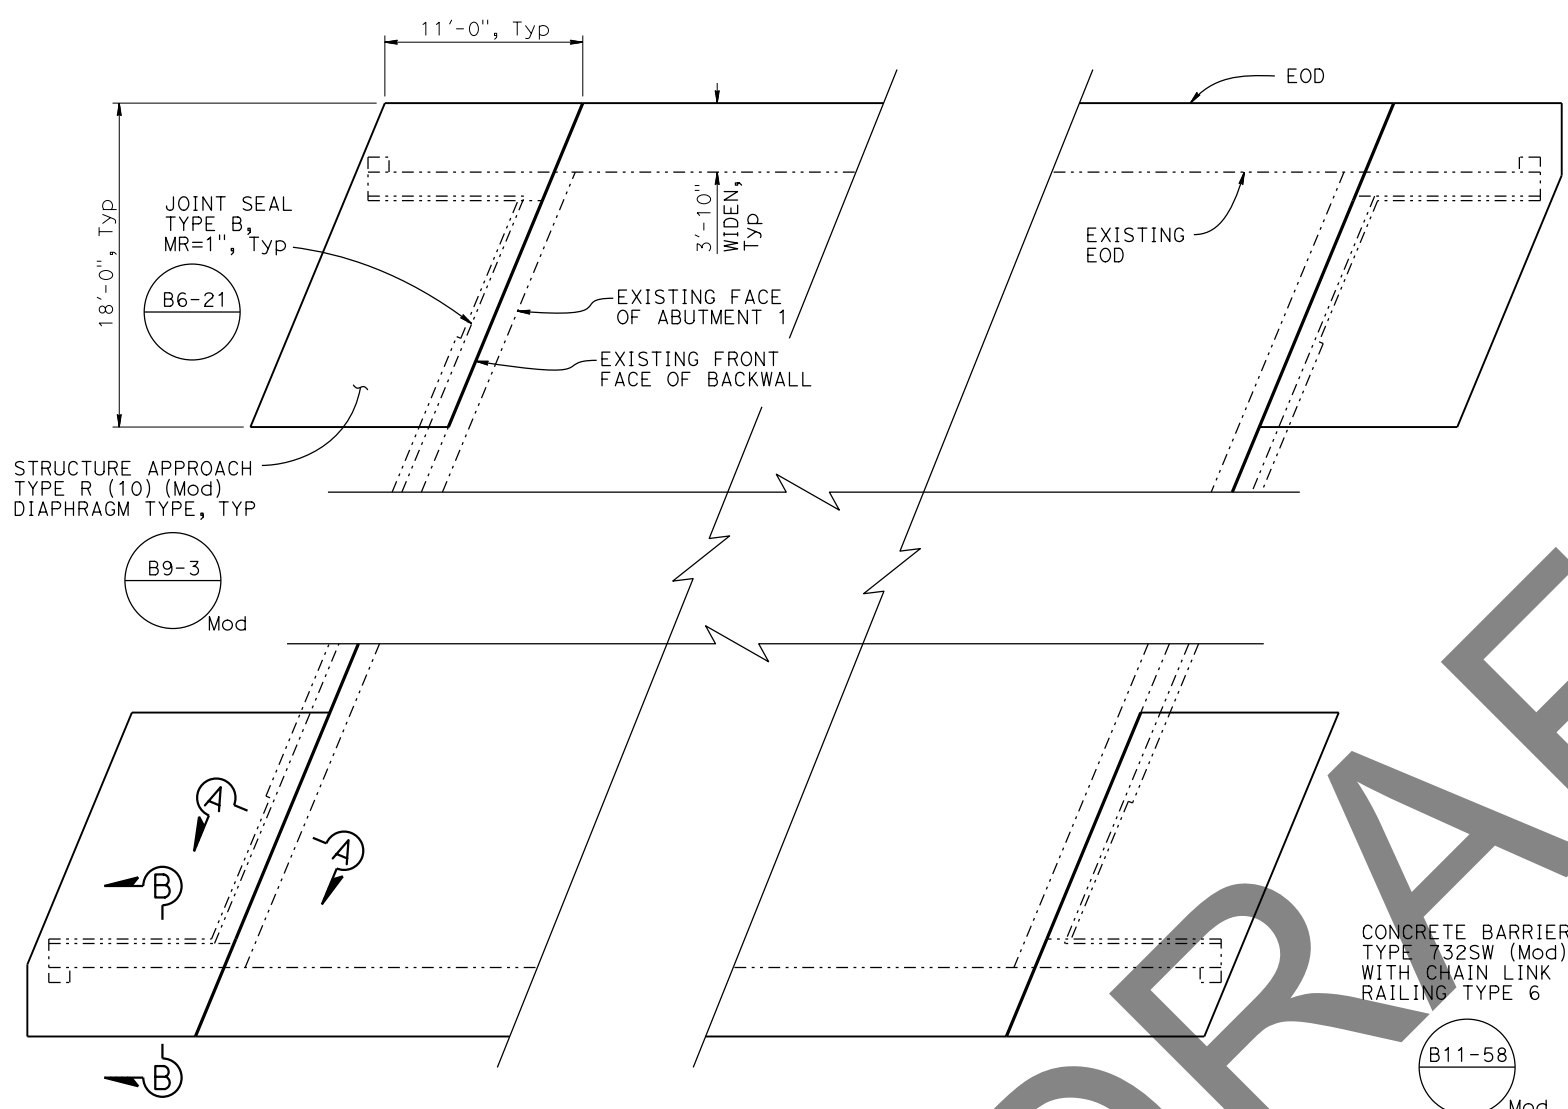 11'-0", Typ
EOD
18'-0", Typ
JOINT SEAL
TYPE B,
MR=1", Typ
B6-21
3'-10"
WIDEN,
Typ
EXISTING
EOD
EXISTING FACE
OF ABUTMENT 1
EXISTING FRONT
FACE OF BACKWALL
STRUCTURE APPROACH
TYPE R (10) (Mod)
DIAPHRAGM TYPE, TYP
B9-3
Mod
A
A
B
B
CONCRETE BARRIER
TYPE 732SW (Mod)
WITH CHAIN LINK
RAILING TYPE 6
B11-58
Mod
RAF